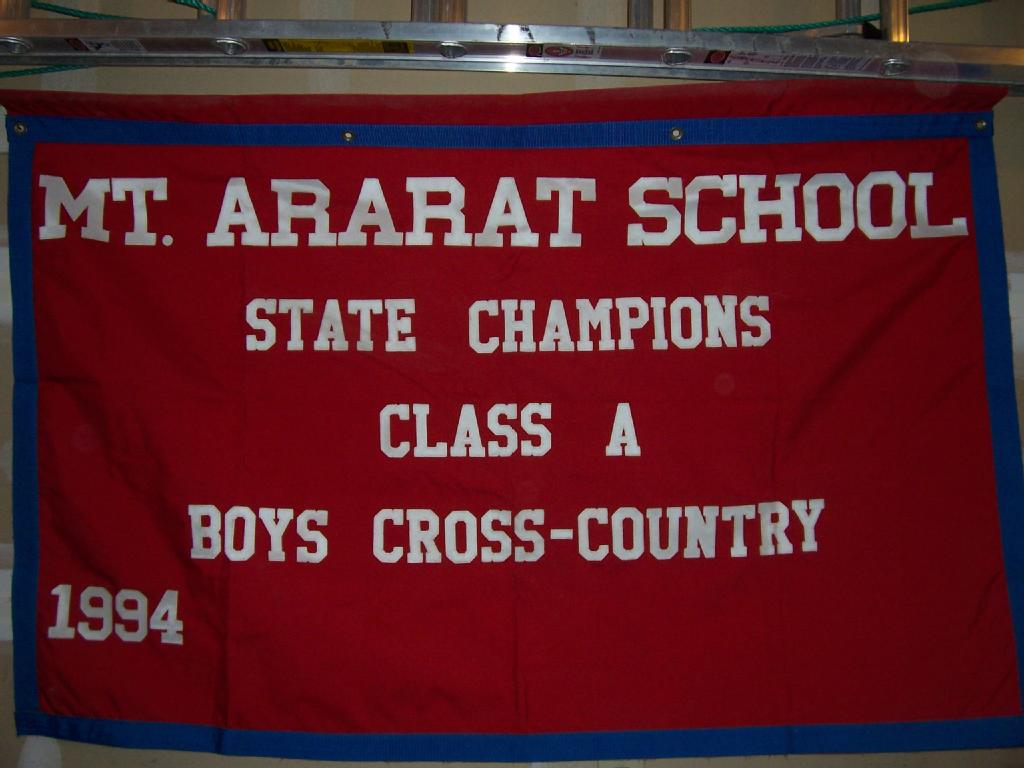 MT. ARARAT SCHOOL
STATE CHAMPIONS
CLASS A
BOYS CROSS-COUNTRY
1994